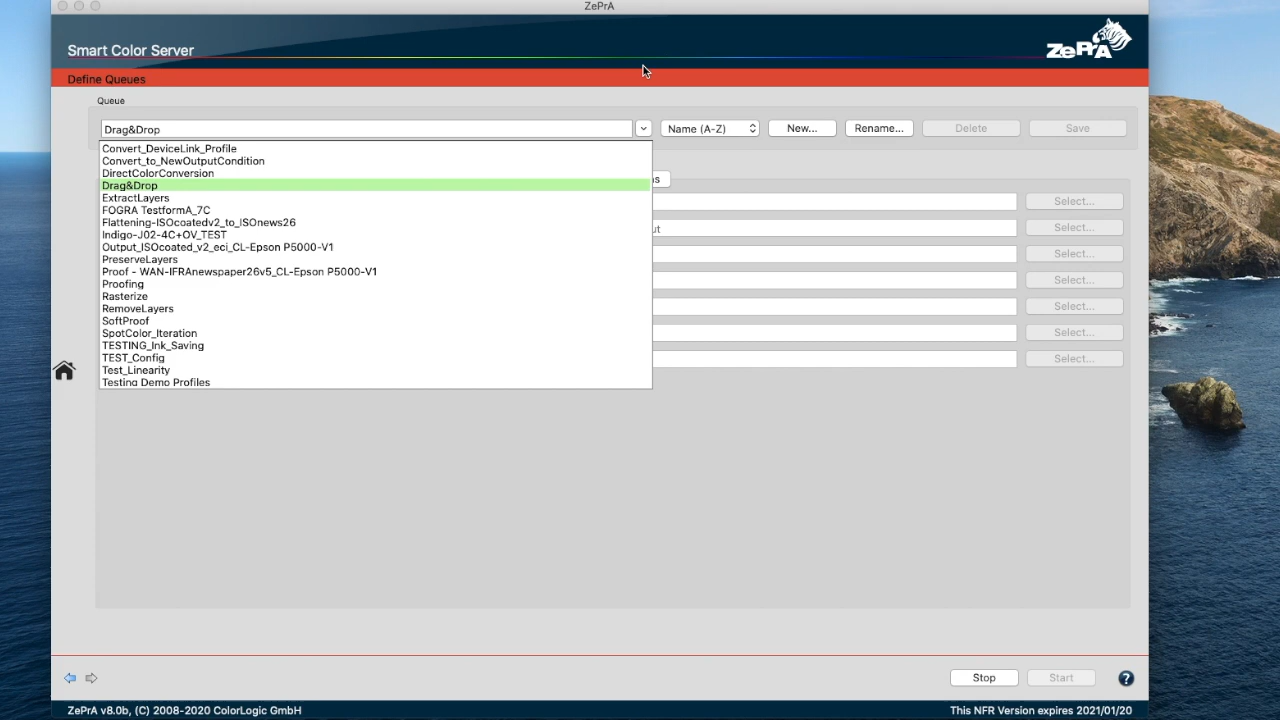 ZePrA
Smart Color Server
ZePrA
Define Queues
Queue
Drag&Drop
Name (A-Z)
New...
Rename...
Delete
Save
Convert_DeviceLink_Profile
Convert_to_NewOutputCondition
DirectColorConversion
Drag&Drop
ExtractLayers
FOGRA TestformA_7C
Flattening-ISOcoatedv2_to_ISOnews26
Indigo-J02-4C+OV_TEST
Output_ISOcoated_v2_eci_CL-Epson P5000-V1
PreserveLayers
Proof - WAN-IFRAnewspaper26v5_CL-Epson P5000-V1
Proofing
Rasterize
RemoveLayers
SoftProof
SpotColor_Iteration
TESTING_Ink_Saving
TEST_Config
Test_Linearity
Testing Demo Profiles
s
Select...
ut
Select...
Select...
Select...
Select...
Select...
Select...
Stop
Start
?
ZePrA v8.0b, (C) 2008-2020 ColorLogic GmbH
This NFR Version expires 2021/01/20